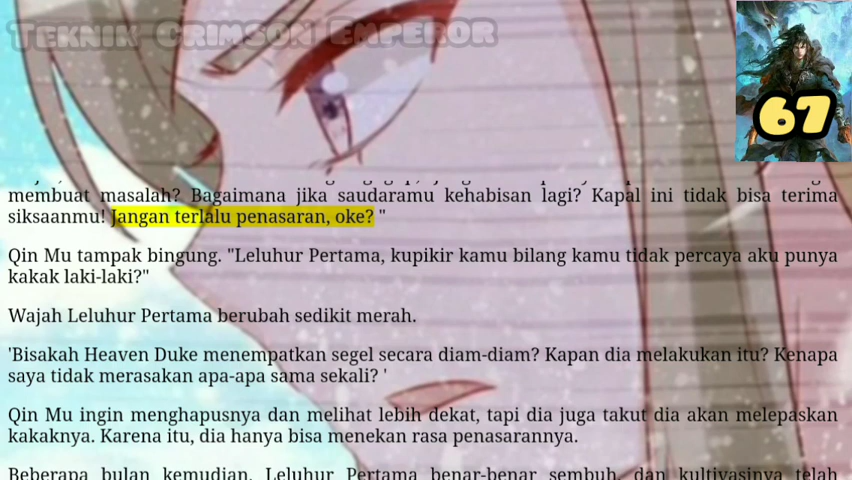 Teknik Crimson Emperor
67
membuat masalah? Bagaimana jika saudaramu kehabisan lagi? Kapal ini tidak bisa terima
siksaanmu! Jangan terlalu penasaran, oke? "
Qin Mu tampak bingung. "Leluhur Pertama, kupikir kamu bilang kamu tidak percaya aku punya
kakak laki-laki?"
Wajah Leluhur Pertama berubah sedikit merah.
'Bisakah Heaven Duke menempatkan segel secara diam-diam? Kapan dia melakukan itu? Kenapa
saya tidak merasakan apa-apa sama sekali? '
Qin Mu ingin menghapusnya dan melihat lebih dekat, tapi dia juga takut dia akan melepaskan
kakaknya. Karena itu, dia hanya bisa menekan rasa penasarannya.
Beberapa bulan kemudian, Leluhur Pertama benar-benar sembuh, dan kultivasinya telah